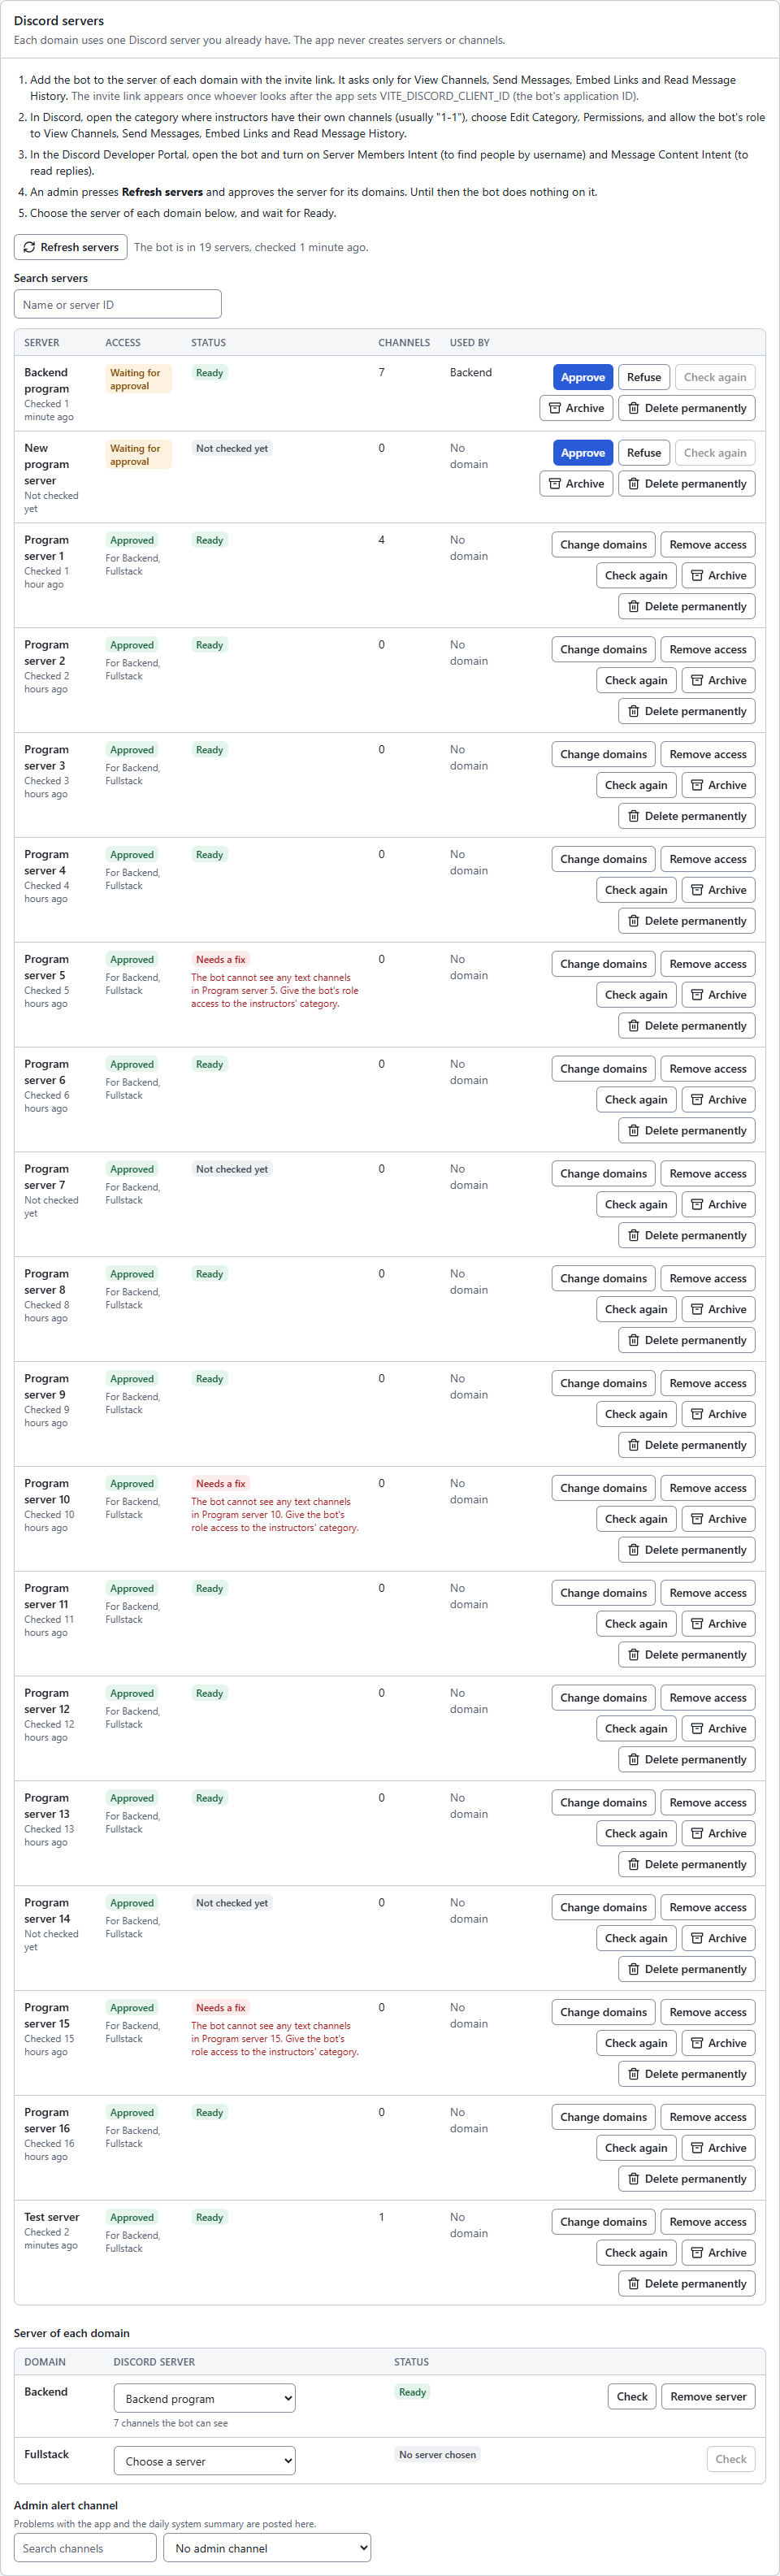 Discord servers
Each domain uses one Discord server you already have. The app never creates servers or channels.
1. Add the bot to the server of each domain with the invite link. It asks only for View Channels, Send Messages, Embed Links and Read Message
History. The invite link appears once whoever looks after the app sets VITE_DISCORD_CLIENT_ID (the bot's application ID).
2. In Discord, open the category where instructors have their own channels (usually "1-1"), choose Edit Category, Permissions, and allow the bot's role
to View Channels, Send Messages, Embed Links and Read Message History.
3. In the Discord Developer Portal, open the bot and turn on Server Members Intent (to find people by username) and Message Content Intent (to
read replies).
4. An admin presses Refresh servers and approves the server for its domains. Until then the bot does nothing on it.
5. Choose the server of each domain below, and wait for Ready.
Refresh servers The bot is in 19 servers, checked 1 minute ago.
Search servers
Name or server ID
SERVER ACCESS STATUS CHANNELS USED BY
Backend Waiting for Ready 7 Backend Approve Refuse Check again
program approval
Checked 1
minute ago Archive Delete permanently
New Waiting for Not checked yet 0 No Approve Refuse Check again
program approval domain
server Archive Delete permanently
Not checked
yet
Program Approved Ready 4 No Change domains Remove access
server 1 For Backend, domain
Checked 1 Fullstack Check again Archive
hour ago
Delete permanently
Program Approved Ready 0 No Change domains Remove access
server 2 For Backend, domain
Checked 2 Fullstack Check again Archive
hours ago
Delete permanently
Program Approved Ready 0 No Change domains Remove access
server 3 For Backend, domain
Checked 3 Fullstack Check again Archive
hours ago
Delete permanently
Program Approved Ready 0 No Change domains Remove access
server 4 For Backend, domain
Checked 4 Fullstack Check again Archive
hours ago
Delete permanently
Program Approved Needs a fix 0 No Change domains Remove access
server 5 For Backend, The bot cannot see any text channels domain
Checked 5 Fullstack in Program server 5. Give the bot's role Check again Archive
hours ago access to the instructors' category.
Delete permanently
Program Approved Ready 0 No Change domains Remove access
server 6 For Backend, domain
Checked 6 Fullstack Check again Archive
hours ago
Delete permanently
Program Approved Not checked yet 0 No Change domains Remove access
server 7 For Backend, domain
Not checked Fullstack Check again Archive
yet
Delete permanently
Program Approved Ready 0 No Change domains Remove access
server 8 For Backend, domain
Checked 8 Fullstack Check again Archive
hours ago
Delete permanently
Program Approved Ready 0 No Change domains Remove access
server 9 For Backend, domain
Checked 9 Fullstack Check again Archive
hours ago
Delete permanently
Program Approved Needs a fix 0 No Change domains Remove access
server 10 For Backend, The bot cannot see any text channels domain
Checked 10 Fullstack in Program server 10. Give the bot's Check again Archive
hours ago role access to the instructors' category.
Delete permanently
Program Approved Ready 0 No Change domains Remove access
server 11 For Backend, domain
Checked 11 Fullstack Check again Archive
hours ago
Delete permanently
Program Approved Ready 0 No Change domains Remove access
server 12 For Backend, domain
Checked 12 Fullstack Check again Archive
hours ago
Delete permanently
Program Approved Ready 0 No Change domains Remove access
server 13 For Backend, domain
Checked 13 Fullstack Check again Archive
hours ago
Delete permanently
Program Approved Not checked yet 0 No Change domains Remove access
server 14 For Backend, domain
Not checked Fullstack Check again Archive
yet
Delete permanently
Program Approved Needs a fix 0 No Change domains Remove access
server 15 For Backend, The bot cannot see any text channels domain
Checked 15 Fullstack in Program server 15. Give the bot's Check again Archive
hours ago role access to the instructors' category.
Delete permanently
Program Approved Ready 0 No Change domains Remove access
server 16 For Backend, domain
Checked 16 Fullstack Check again Archive
hours ago
Delete permanently
Test server Approved Ready 1 No Change domains Remove access
Checked 2 For Backend, domain
minutes ago Fullstack Check again Archive
Delete permanently
Server of each domain
DOMAIN DISCORD SERVER STATUS
Backend Backend program Ready Check Remove server
7 channels the bot can see
Fullstack Choose a server No server chosen Check
Admin alert channel
Problems with the app and the daily system summary are posted here.
Search channels No admin channel